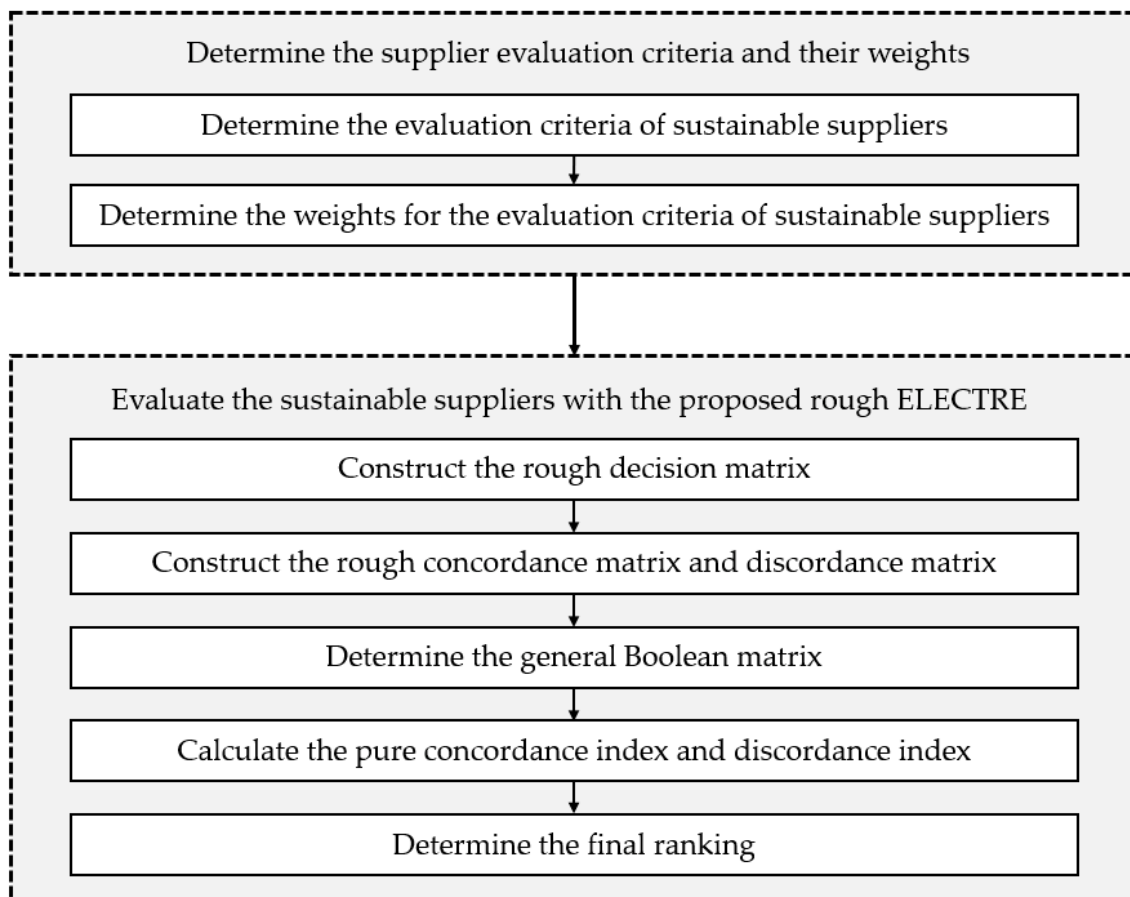 Determine the supplier evaluation criteria and their weights
Determine the evaluation criteria of sustainable suppliers
Determine the weights for the evaluation criteria of sustainable suppliers
Evaluate the sustainable suppliers with the proposed rough ELECTRE
Construct the rough decision matrix
Construct the rough concordance matrix and discordance matrix
Determine the general Boolean matrix
Calculate the pure concordance index and discordance index
Determine the final ranking